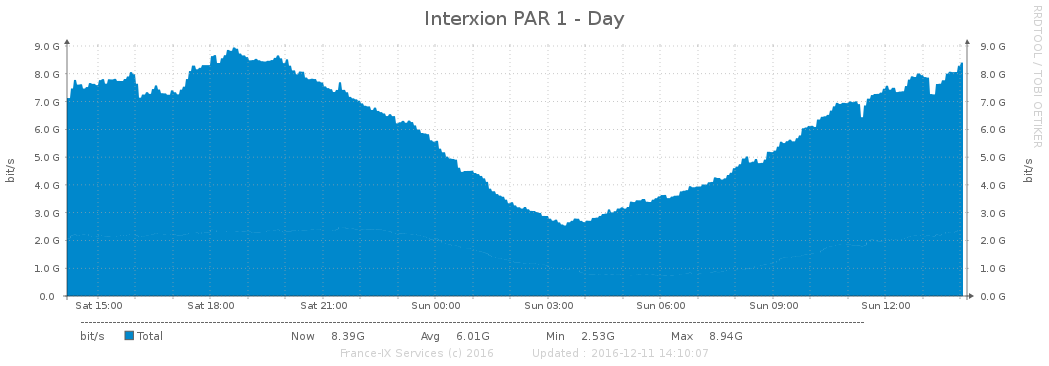 Interxion PAR 1 - Day
RRDTOOL / TOBI OETIKER
bit/s
9.0 G
8.0 G
7.0 G
6.0 G
5.0 G
4.0 G
3.0 G
2.0 G
1.0 G
0.0
9.0 G
8.0 G
7.0 G
6.0 G
5.0 G
4.0 G
3.0 G
2.0 G
1.0 G
0.0 G
bit/s
Sat 15:00 Sat 18:00 Sat 21:00 Sun 00:00 Sun 03:00 Sun 06:00 Sun 09:00 Sun 12:00
bit/s Total Now 8.39G Avg 6.01G Min 2.53G Max 8.94G
France-IX Services (c) 2016 Updated : 2016-12-11 14:10:07